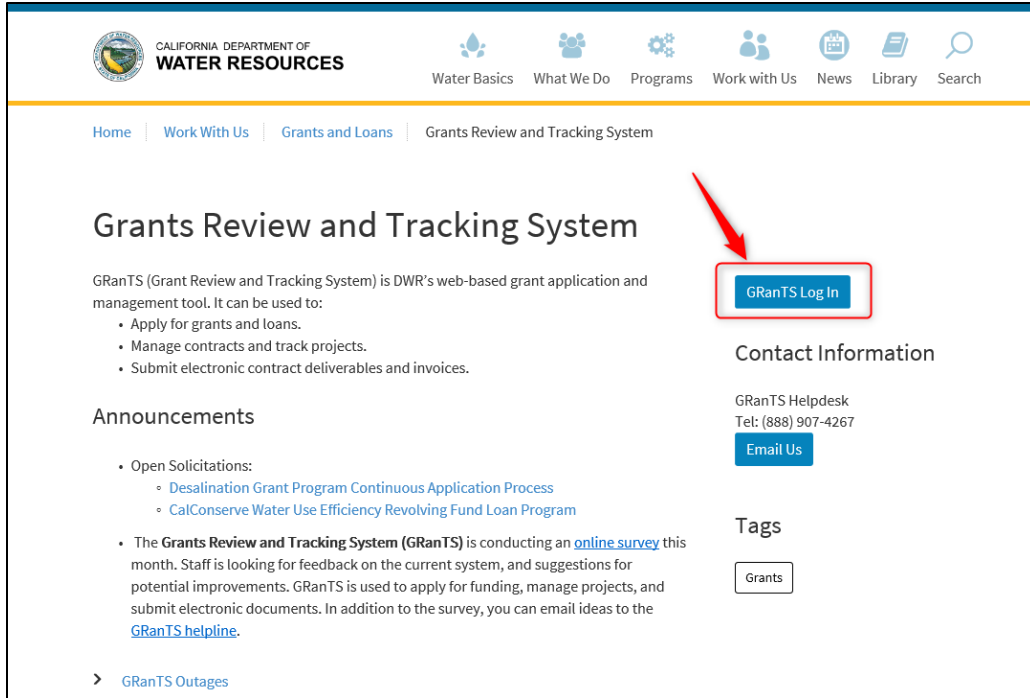 CALIFORNIA DEPARTMENT OF
WATER RESOURCES
Water Basics
What We Do
Programs
Work with Us
News
Library
Search
Home
Work With Us
Grants and Loans
Grants Review and Tracking System
Grants Review and Tracking System
GRanTS (Grant Review and Tracking System) is DWR's web-based grant application and
management tool. It can be used to:
• Apply for grants and loans.
• Manage contracts and track projects.
• Submit electronic contract deliverables and invoices.
Announcements
• Open Solicitations:
◦ Desalination Grant Program Continuous Application Process
◦ CalConserve Water Use Efficiency Revolving Fund Loan Program
• The Grants Review and Tracking System (GRanTS) is conducting an online survey this
month. Staff is looking for feedback on the current system, and suggestions for
potential improvements. GRanTS is used to apply for funding, manage projects, and
submit electronic documents. In addition to the survey, you can email ideas to the
GRanTS helpline.
GRanTS Outages
GRanTS Log In
Contact Information
GRanTS Helpdesk
Tel: (888) 907-4267
Email Us
Tags
Grants